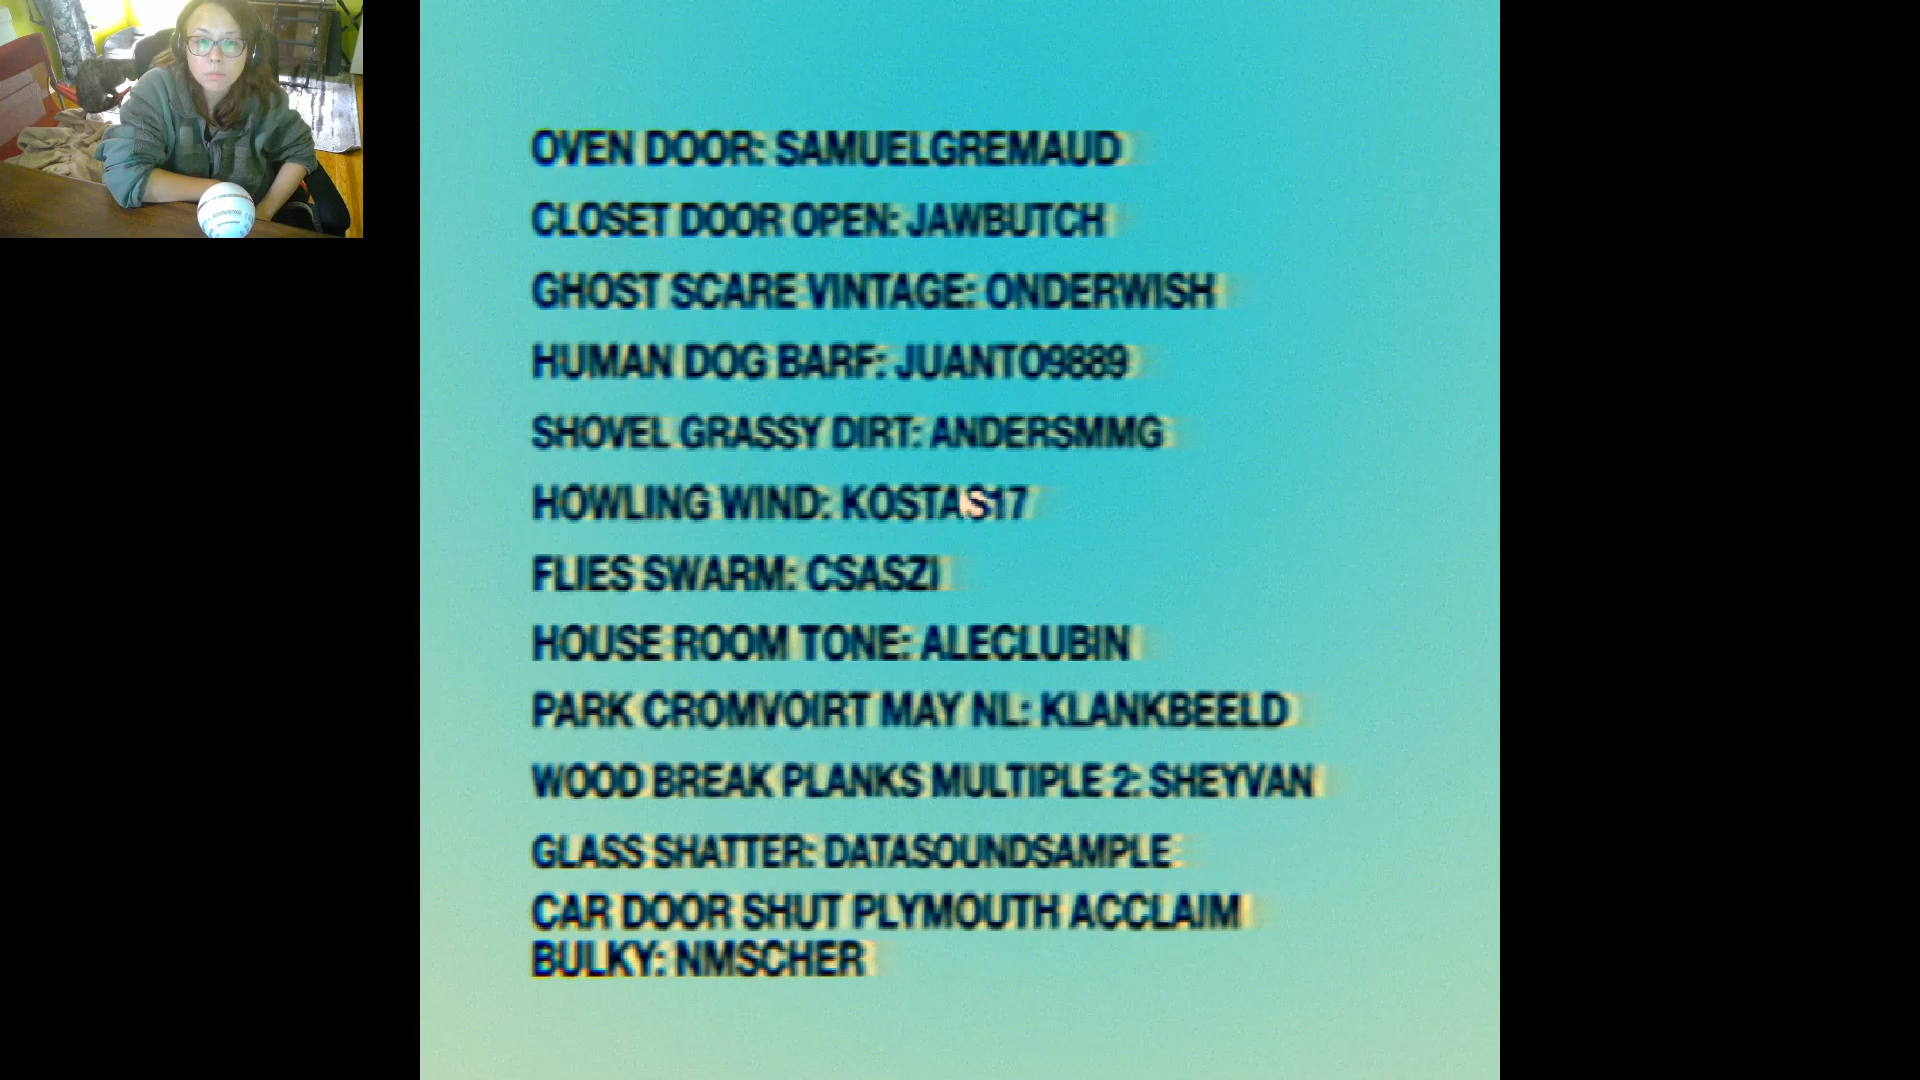 OVEN DOOR: SAMUELGREMAUD
CLOSET DOOR OPEN: JAWBUTCH
GHOST SCARE VINTAGE: ONDERWISH
HUMAN DOG BARF: JUANTO9889
SHOVEL GRASSY DIRT: ANDERSMMG
HOWLING WIND: KOSTAS17
FLIES SWARM: CSASZI
HOUSE ROOM TONE: ALECLUBIN
PARK CROMVOIRT MAY NL: KLANKBEELD
WOOD BREAK PLANKS MULTIPLE 2: SHEYVAN
GLASS SHATTER: DATASOUNDSAMPLE
CAR DOOR SHUT PLYMOUTH ACCLAIM
BULKY: NMSCHER